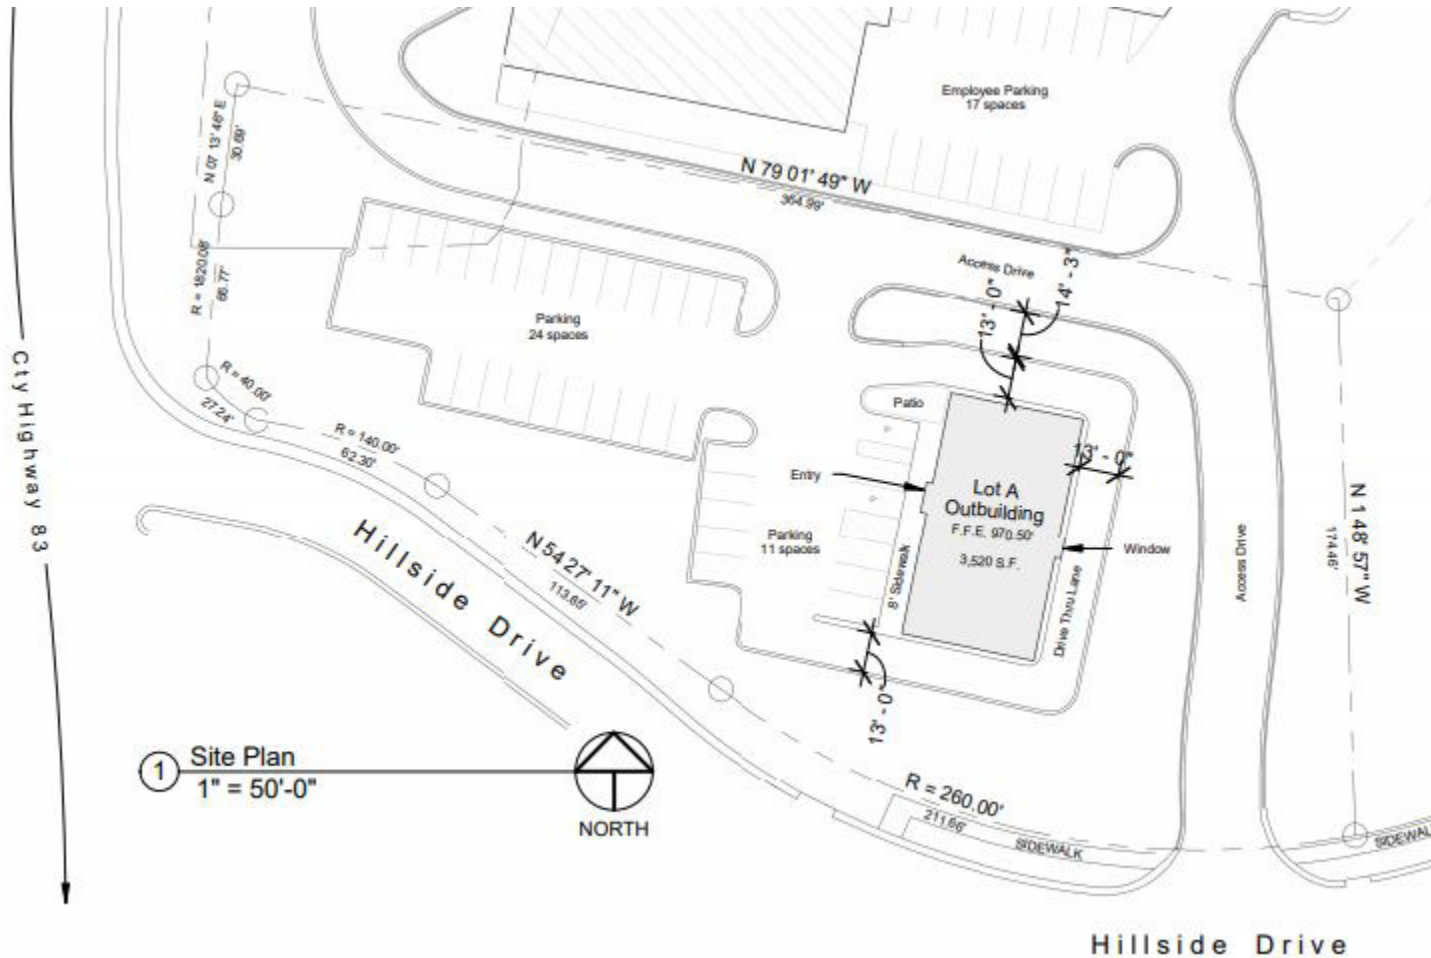 Employee Parking
17 spaces
N 07 13' 48" E
30.69'
N 79 01' 49" W
364.99'
R = 1820.08'
66.77'
Access Drive
13' - 0"
14' - 3"
Parking
24 spaces
Cty Highway 83
R = 40.00'
27.24'
R = 140.00'
62.30'
Patio
13' - 0"
Entry
Lot A
Outbuilding
F.F.E. 970.50'
3,520 S.F.
Parking
11 spaces
Window
8' Sidewalk
Drive Thru Lane
Access Drive
N 1 48' 57" W
174.46'
Hillside Drive
N 54 27' 11" W
113.65'
13' - 0"
1
Site Plan
1" = 50'-0"
NORTH
R = 260.00'
211.66'
SIDEWALK
SIDEWAL
Hillside Drive